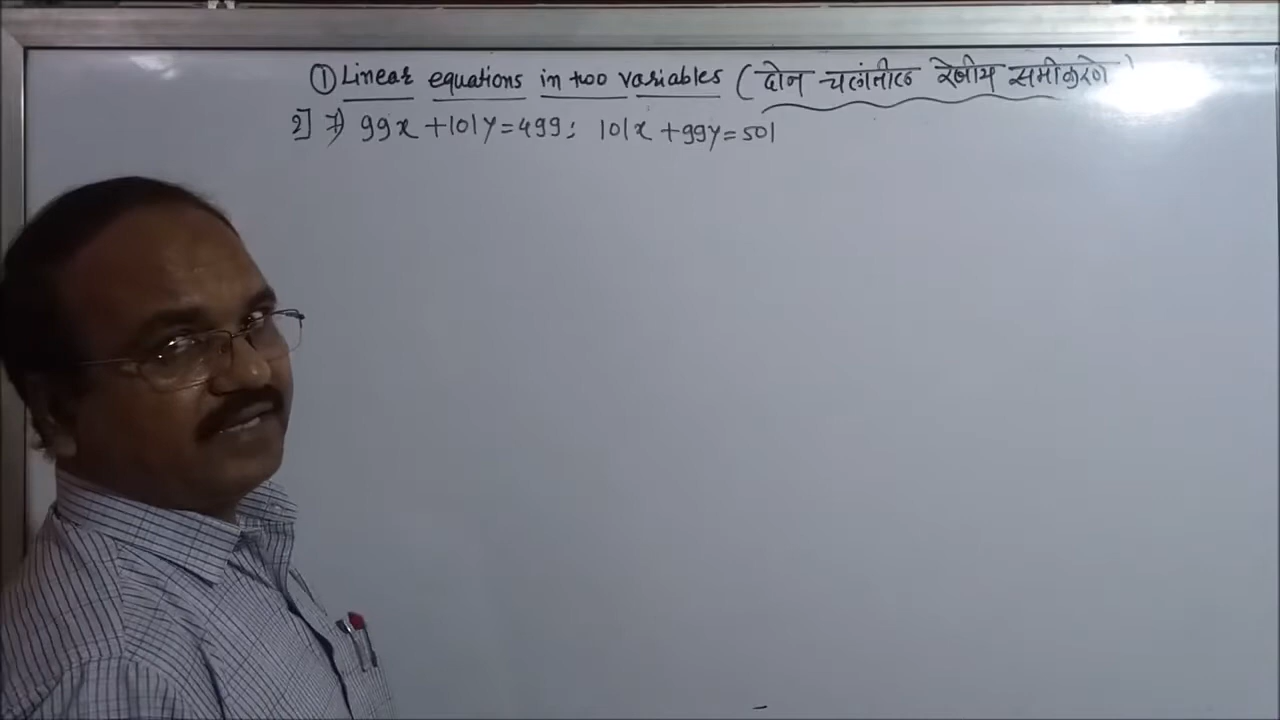 ① Linear equations in two variables (दोन चलांतील रेषीय समीकरणे)
2] 7) 99x + 101y = 499 ; 101x + 99y = 501